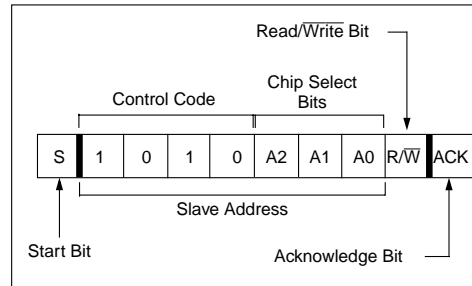 Read/Write Bit
Chip Select
Control Code
Bits
S 1 0 1 0 A2 A1 A0 R/W ACK
Slave Address
Start Bit
Acknowledge Bit